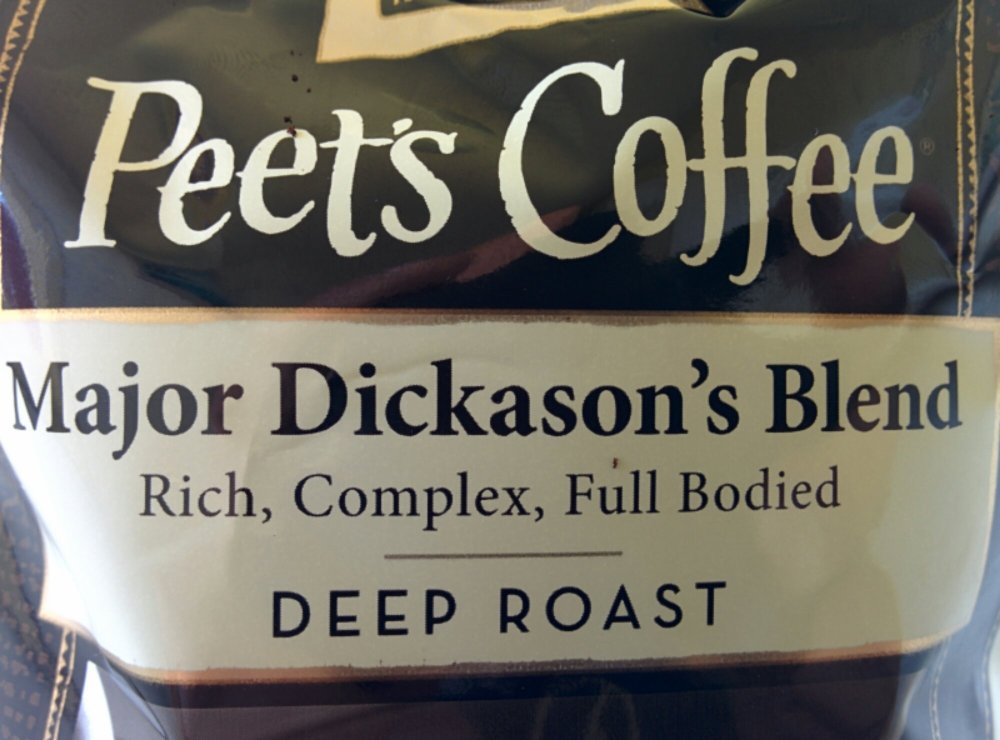 Peet's Coffee®
Major Dickason's Blend
Rich, Complex, Full Bodied
DEEP ROAST